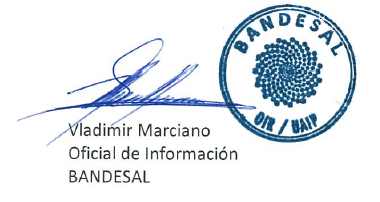 BANDESAL
OIR / UAIP
Vladimir Marciano
Oficial de Información
BANDESAL